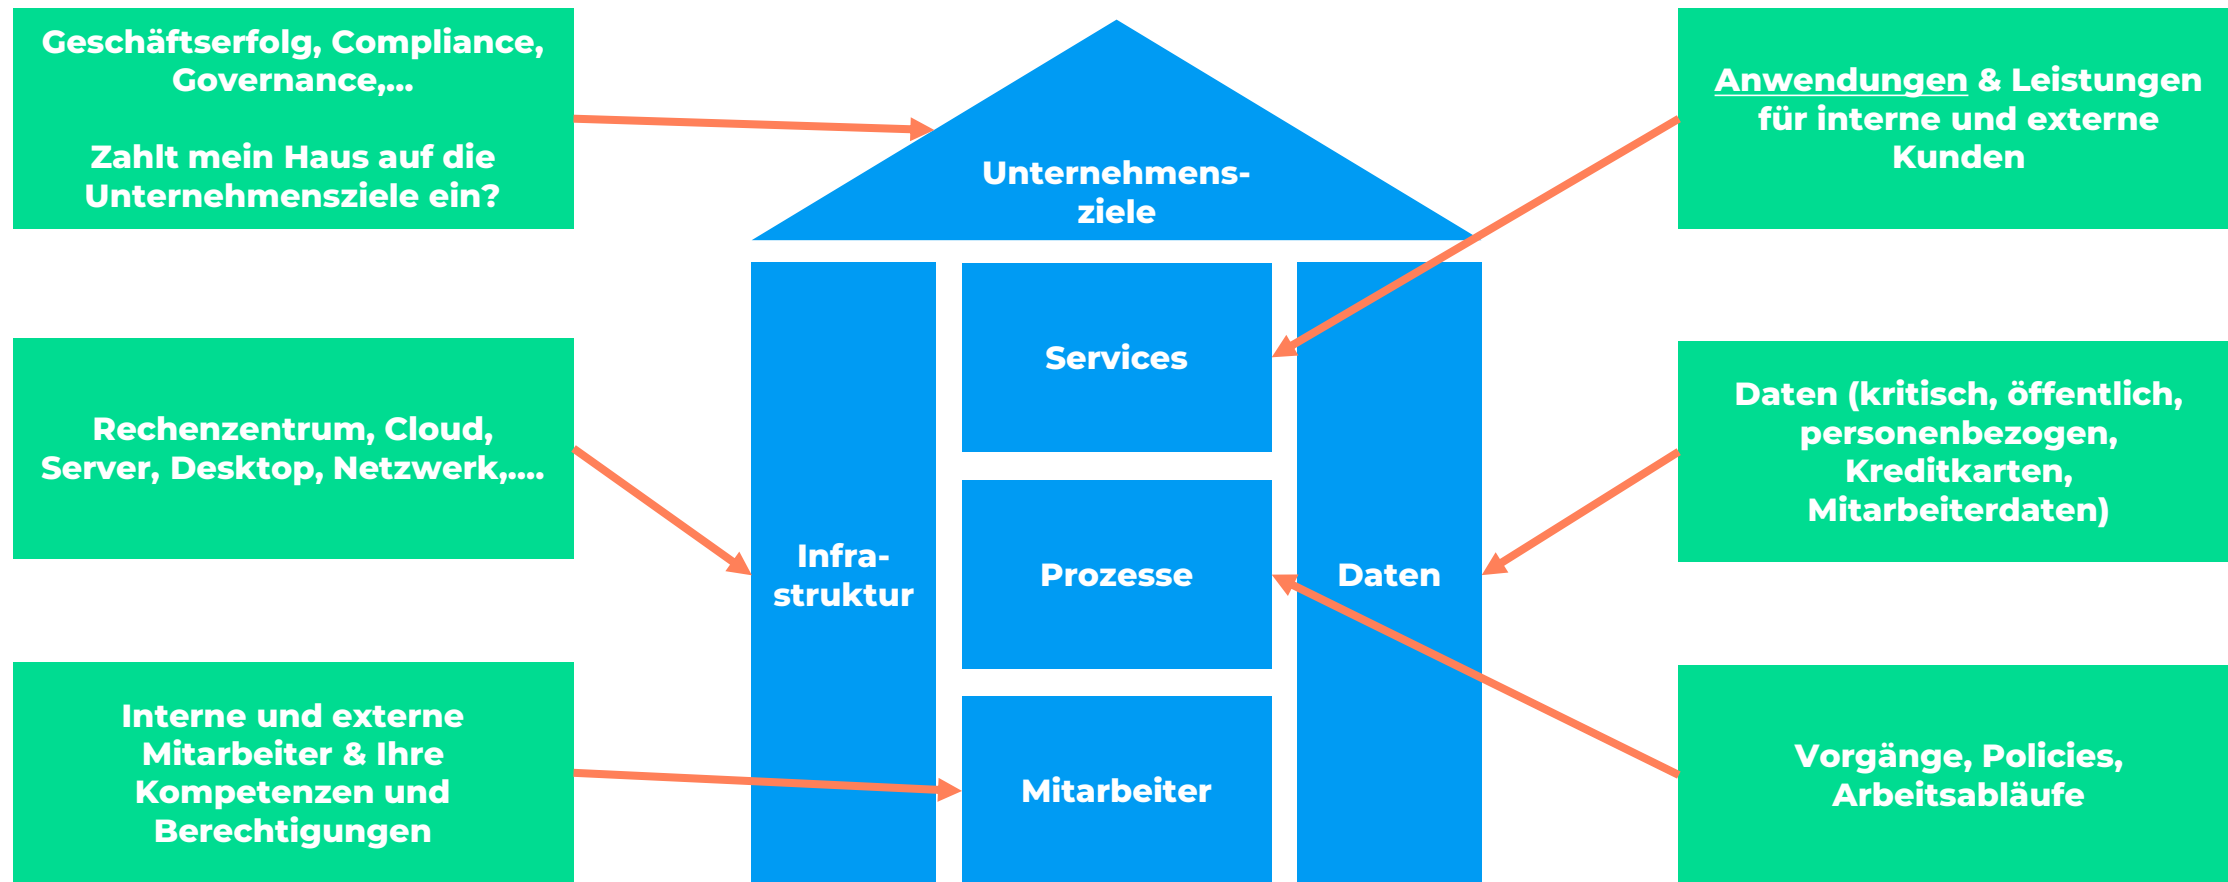 Geschäftserfolg, Compliance,
Governance,...
Zahlt mein Haus auf die
Unternehmensziele ein?
Rechenzentrum, Cloud,
Server, Desktop, Netzwerk,....
Interne und externe
Mitarbeiter & Ihre
Kompetenzen und
Berechtigungen
Unternehmens-
ziele
Infra-
struktur
Services
Prozesse
Mitarbeiter
Daten
Anwendungen & Leistungen
für interne und externe
Kunden
Daten (kritisch, öffentlich,
personenbezogen,
Kreditkarten,
Mitarbeiterdaten)
Vorgänge, Policies,
Arbeitsabläufe